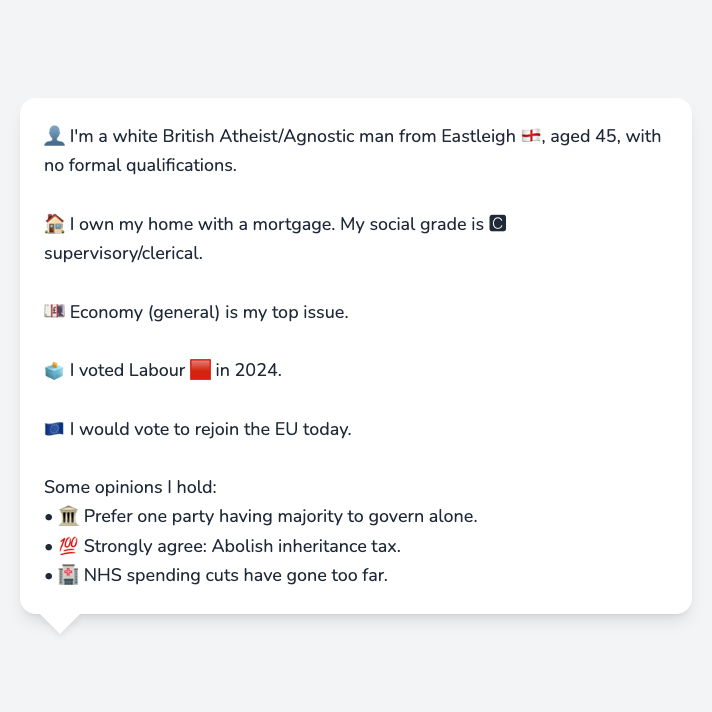 👤 I'm a white British Atheist/Agnostic man from Eastleigh 🏴󠁧󠁢󠁥󠁮󠁧󠁿, aged 45, with
no formal qualifications.
🏠 I own my home with a mortgage. My social grade is 🅲
supervisory/clerical.
💷 Economy (general) is my top issue.
🗳️ I voted Labour 🟥 in 2024.
🇪🇺 I would vote to rejoin the EU today.
Some opinions I hold:
• 🏛️ Prefer one party having majority to govern alone.
• 💯 Strongly agree: Abolish inheritance tax.
• 🏥 NHS spending cuts have gone too far.